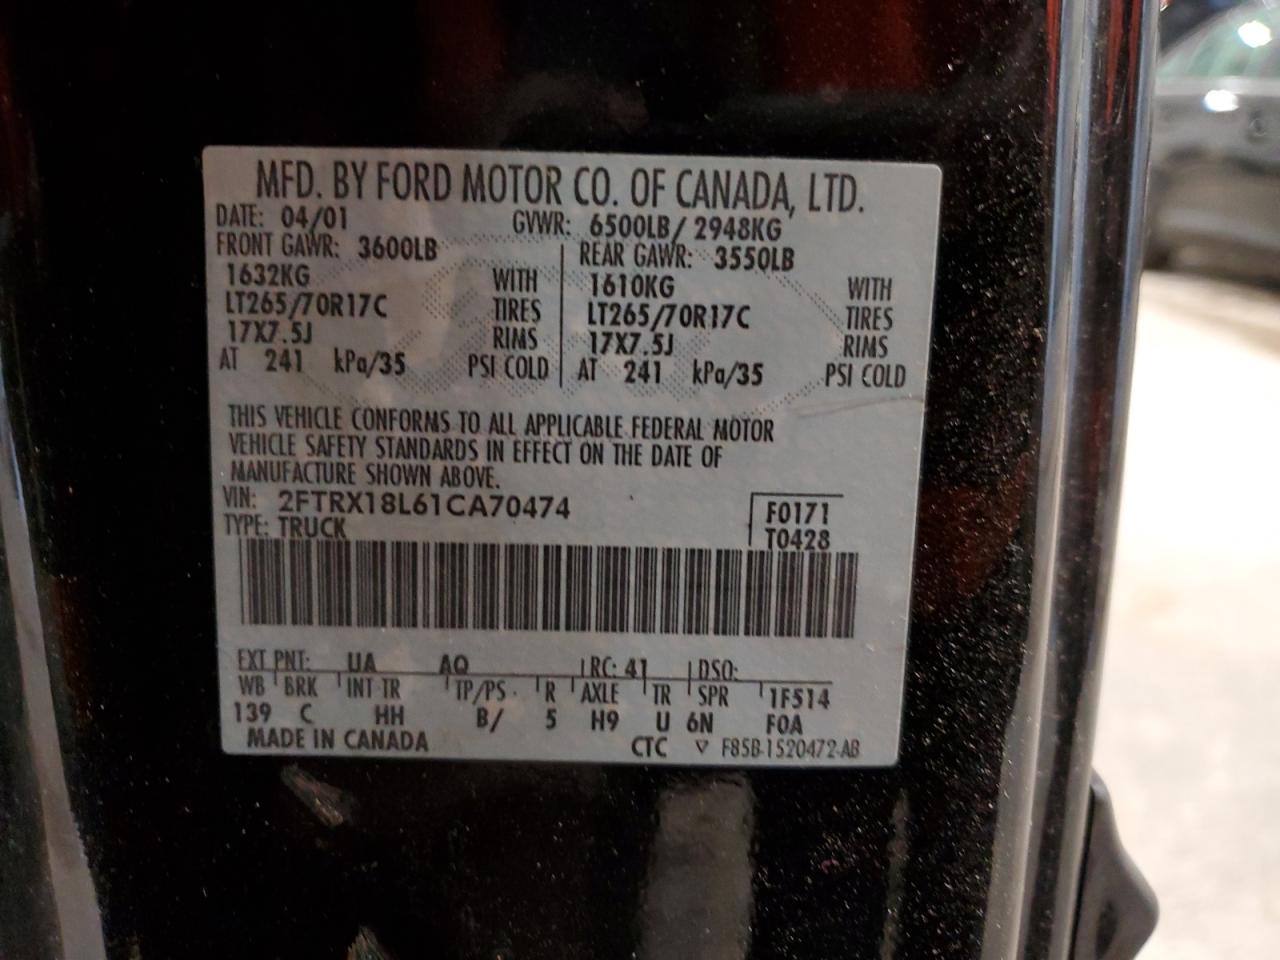 MFD. BY FORD MOTOR CO. OF CANADA, LTD.
DATE: 04/01 GVWR: 6500LB/2948KG
FRONT GAWR: 3600LB REAR GAWR: 3550LB
1632KG WITH 1610KG WITH
LT265/70R17C TIRES LT265/70R17C TIRES
17X7.5J RIMS 17X7.5J RIMS
AT 241 kPa/35 PSI COLD AT 241 kPa/35 PSI COLD
THIS VEHICLE CONFORMS TO ALL APPLICABLE FEDERAL MOTOR
VEHICLE SAFETY STANDARDS IN EFFECT ON THE DATE OF
MANUFACTURE SHOWN ABOVE.
VIN: 2FTRX18L61CA70474 F0171
TYPE: TRUCK T0428
EXT PNT: UA AQ RC: 41 DSO:
WB BRK INT TR TP/PS R AXLE TR SPR 1F514
139 C HH B/ 5 H9 U 6N F0A
MADE IN CANADA CTC ▽ F85B-1520472-AB